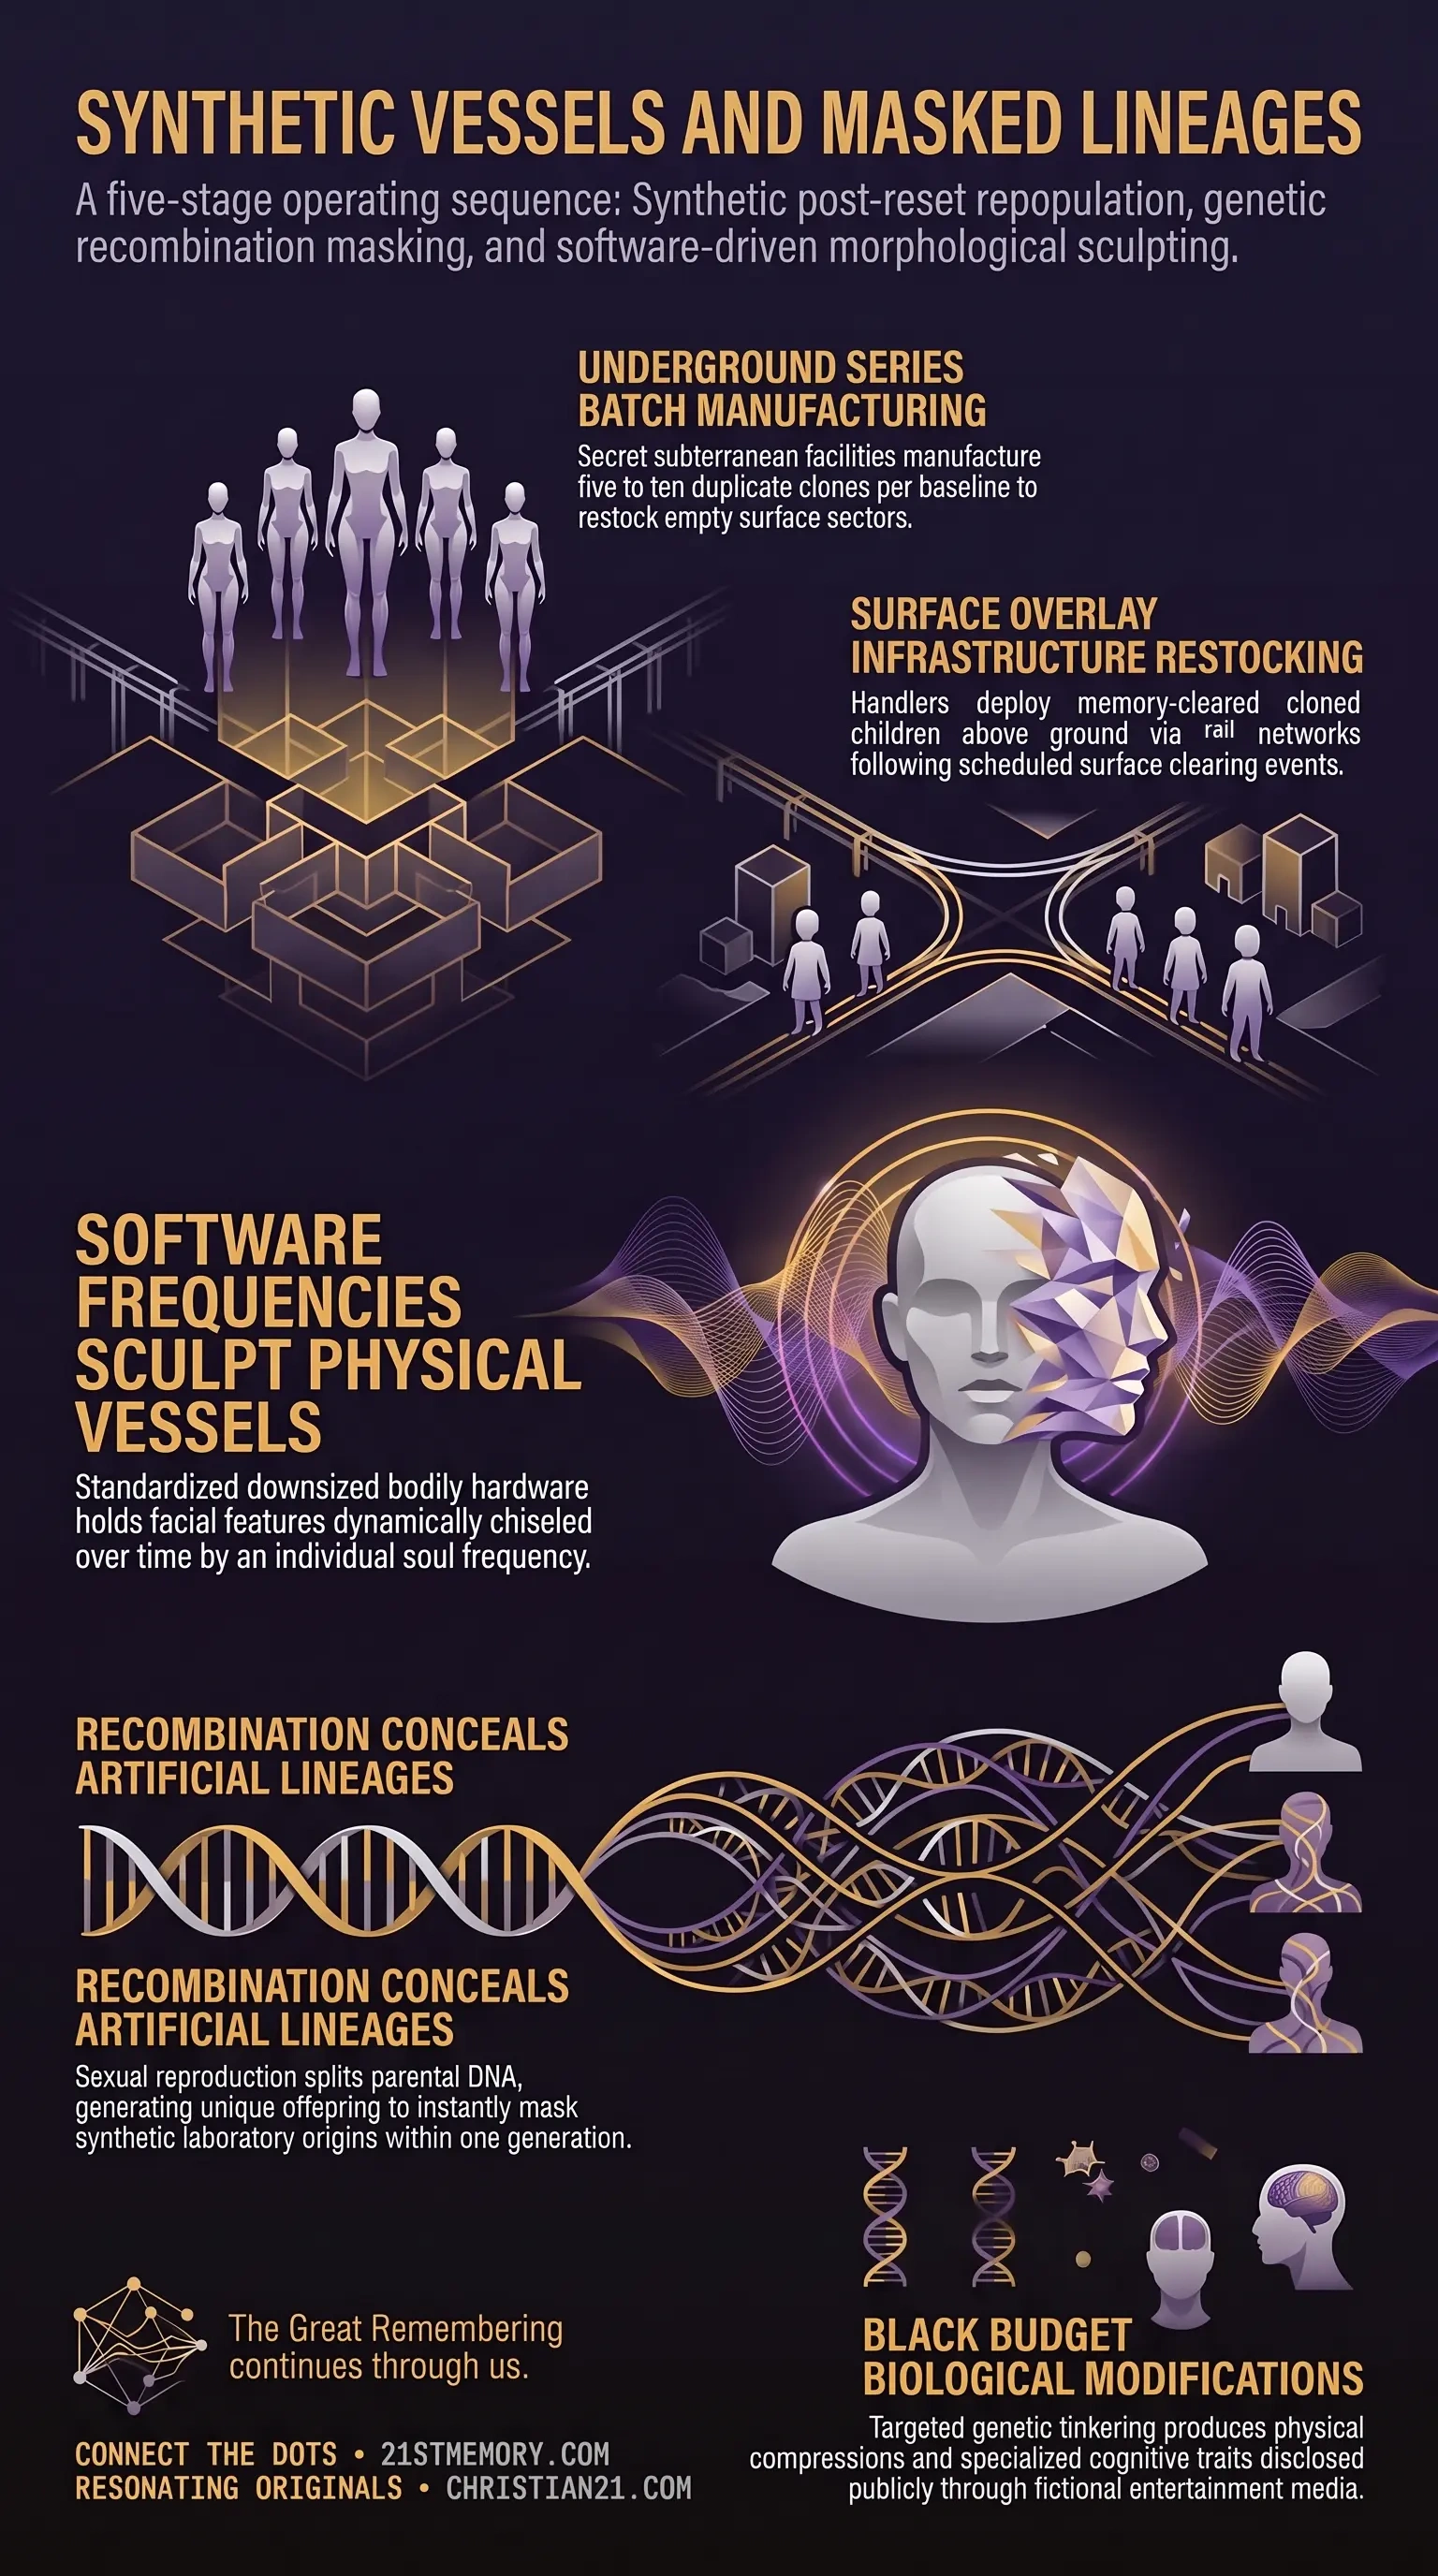 SYNTHETIC VESSELS AND MASKED LINEAGES
A five-stage operating sequence: Synthetic post-reset repopulation, genetic
recombination masking, and software-driven morphological sculpting.
UNDERGROUND SERIES
BATCH MANUFACTURING
Secret subterranean facilities manufacture
five to ten duplicate clones per baseline to
restock empty surface sectors.
SURFACE OVERLAY
INFRASTRUCTURE RESTOCKING
Handlers deploy memory-cleared cloned
children above ground via rail networks
following scheduled surface clearing events.
SOFTWARE
FREQUENCIES
SCULPT PHYSICAL
VESSELS
Standardized downsized bodily hardware
holds facial features dynamically chiseled
over time by an individual soul frequency.
RECOMBINATION CONCEALS
ARTIFICIAL LINEAGES
RECOMBINATION CONCEALS
ARTIFICIAL LINEAGES
Sexual reproduction splits parental DNA,
generating unique offepring to instantly mask
synthetic laboratory origins within one generation.
BLACK BUDGET
BIOLOGICAL MODIFICATIONS
Targeted genetic tinkering produces physical
compressions and specialized cognitive traits disclosed
publicly through fictional entertainment media.
The Great Remembering
continues through us.
CONNECT THE DOTS • 21STMEMORY.COM
RESONATING ORIGINALS • CHRISTIAN21.COM